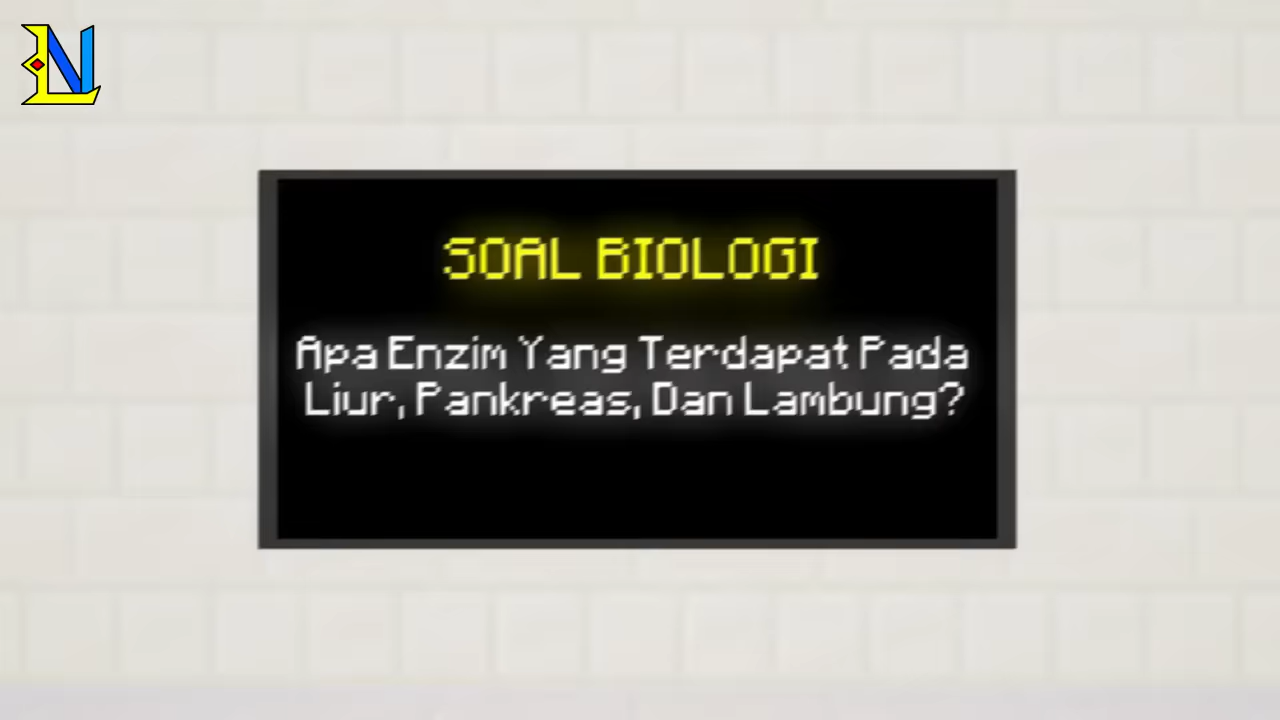 SOAL BIOLOGI
Apa Enzim Yang Terdapat Pada
Liur, Pankreas, Dan Lambung?